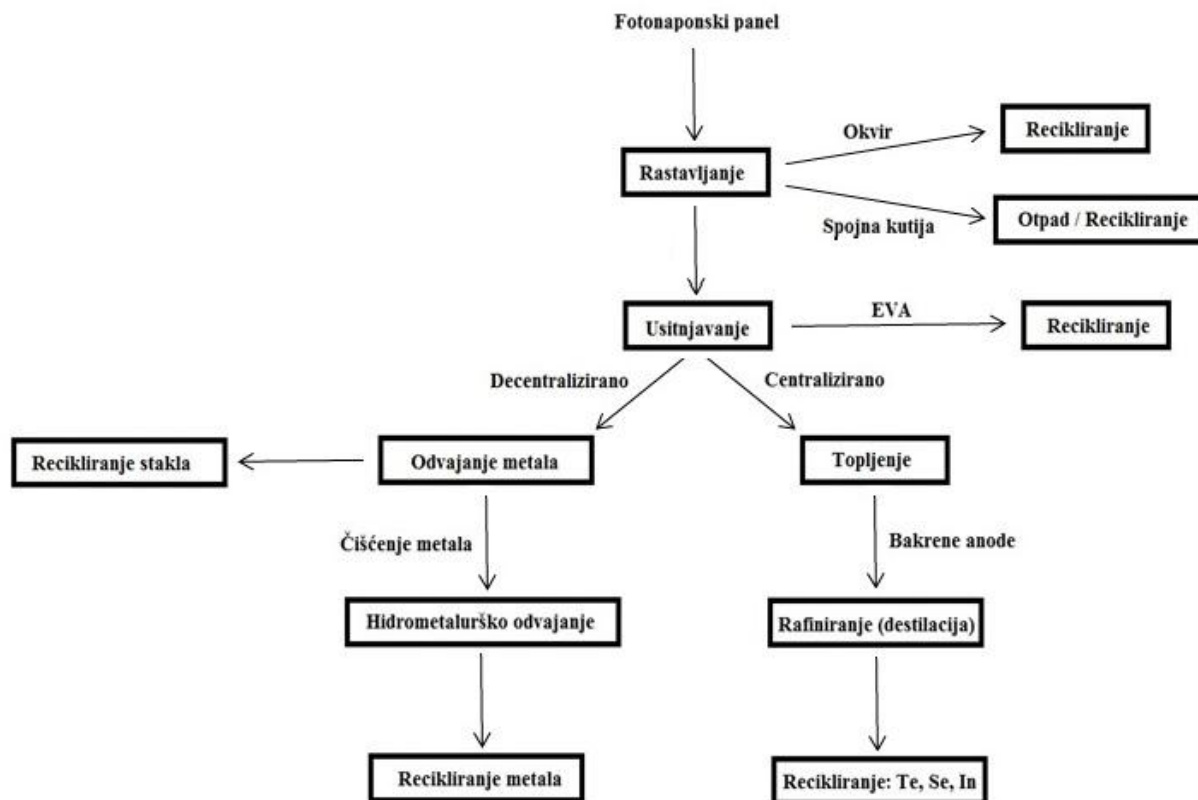 Fotonaponski panel
Okvir
Recikliranje
Rastavljanje
Spojna kutija
Otpad / Recikliranje
Usitnjavanje
EVA
Recikliranje
Decentralizirano
Centralizirano
Recikliranje stakla
Odvajanje metala
Topljenje
Čišćenje metala
Bakrene anode
Hidrometalurško odvajanje
Rafiniranje (destilacija)
Recikliranje metala
Recikliranje: Te, Se, In